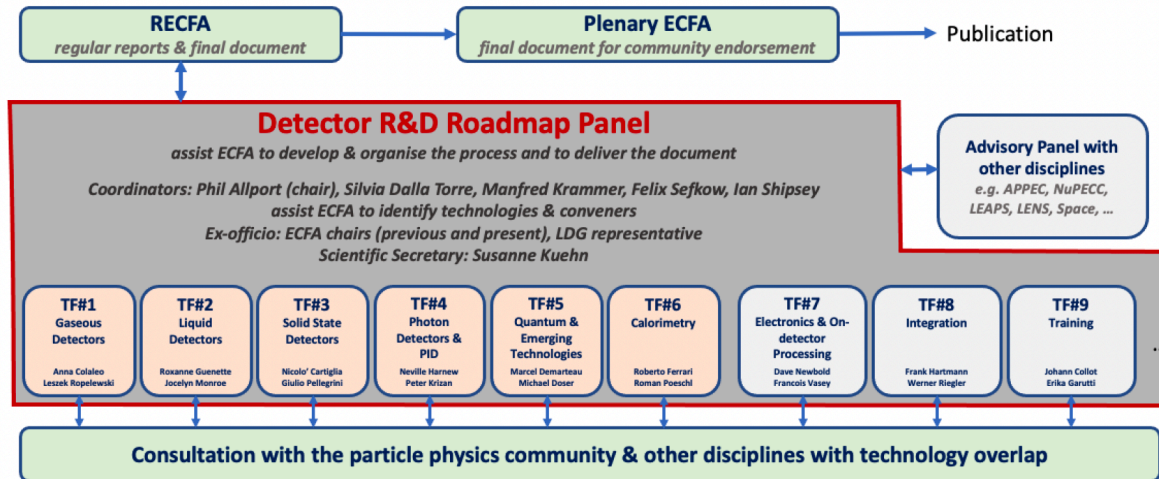 RECFA
regular reports & final document
Plenary ECFA
final document for community endorsement
Publication
Detector R&D Roadmap Panel
assist ECFA to develop & organise the process and to deliver the document
Coordinators: Phil Allport (chair), Silvia Dalla Torre, Manfred Krammer, Felix Sefkow, Ian Shipsey
assist ECFA to identify technologies & conveners
Ex-officio: ECFA chairs (previous and present), LDG representative
Scientific Secretary: Susanne Kuehn
Advisory Panel with
other disciplines
e.g. APPEC, NuPECC,
LEAPS, LENS, Space, …
TF#1
Gaseous
Detectors
Anna Colaleo
Leszek Ropelewski
TF#2
Liquid
Detectors
Roxanne Guenette
Jocelyn Monroe
TF#3
Solid State
Detectors
Nicolo' Cartiglia
Giulio Pellegrini
TF#4
Photon
Detectors &
PID
Neville Harnew
Peter Krizan
TF#5
Quantum &
Emerging
Technologies
Marcel Demarteau
Michael Doser
TF#6
Calorimetry
Roberto Ferrari
Roman Poeschl
TF#7
Electronics & On-
detector
Processing
Dave Newbold
Francois Vasey
TF#8
Integration
Frank Hartmann
Werner Riegler
TF#9
Training
Johann Collot
Erika Garutti
Consultation with the particle physics community & other disciplines with technology overlap